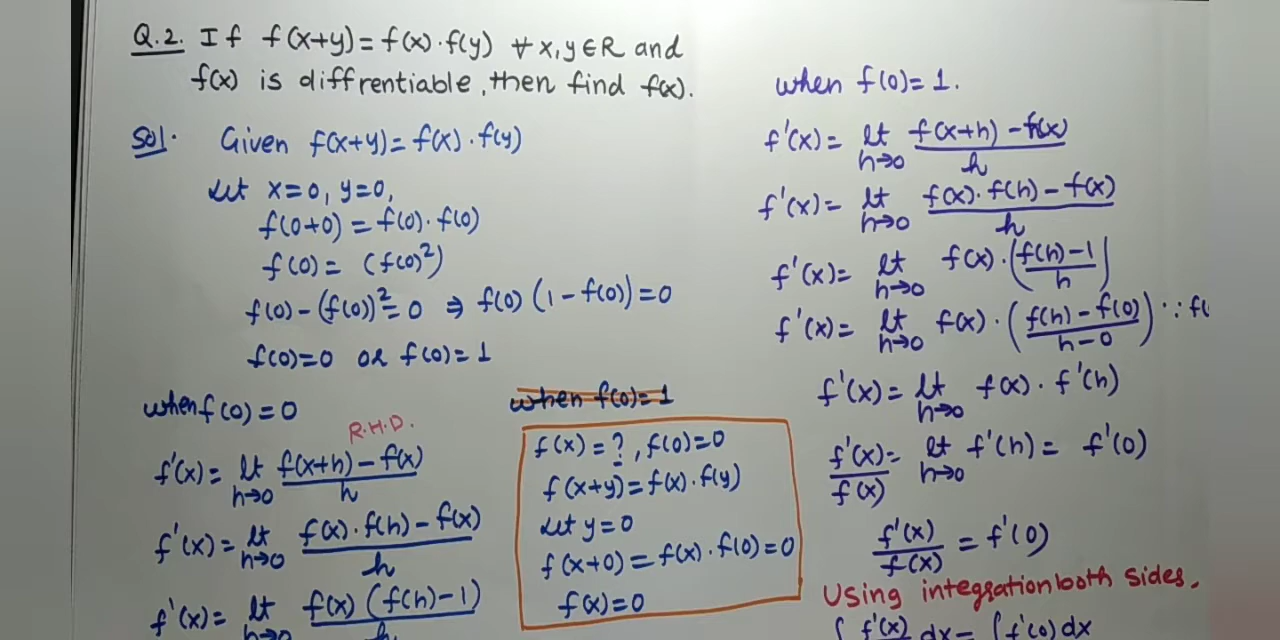 Q.2. If f(x+y) = f(x)·f(y) ∀ x,y ∈ R and
f(x) is diffrentiable, then find f(x).
Sol. Given f(x+y) = f(x)·f(y)
Let x=0, y=0,
f(0+0) = f(0)·f(0)
f(0) = (f(0)²)
f(0) - (f(0))² = 0 ⇒ f(0) (1 - f(0)) = 0
f(0)=0 or f(0)=1
when f(0) = 0
R.H.D.
f'(x) = lt h→0 f(x+h) - f(x) / h
f'(x) = lt h→0 f(x)·f(h) - f(x) / h
f'(x) = lt h→0 f(x) (f(h) - 1) / h
when f(0)=1
f(x) = ?, f(0)=0
f(x+y) = f(x)·f(y)
Let y=0
f(x+0) = f(x)·f(0) = 0
f(x)=0
when f(0) = 1.
f'(x) = lt h→0 f(x+h) - f(x) / h
f'(x) = lt h→0 f(x)·f(h) - f(x) / h
f'(x) = lt h→0 f(x)·(f(h) - 1 / h)
f'(x) = lt h→0 f(x)·(f(h) - f(0) / h - 0) ∵ f(
f'(x) = lt h→0 f(x)·f'(h)
f'(x) / f(x) = lt h→0 f'(h) = f'(0)
f'(x) / f(x) = f'(0)
Using integration both sides,
∫ f'(x) dx = ∫ f'(0) dx